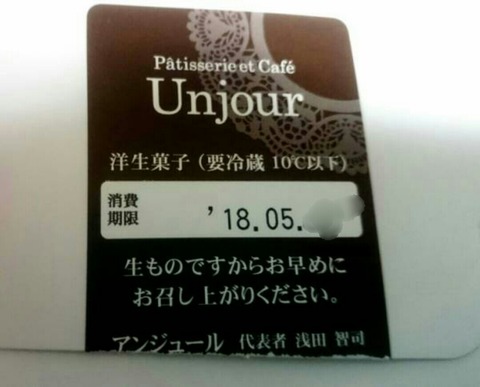 Pâtisserie et Café
Unjour
洋生菓子（要冷蔵 10℃以下）
消費
期限
'18.05.
生ものですからお早めに
お召し上がりください。
アンジュール 代表者 浅田 智司